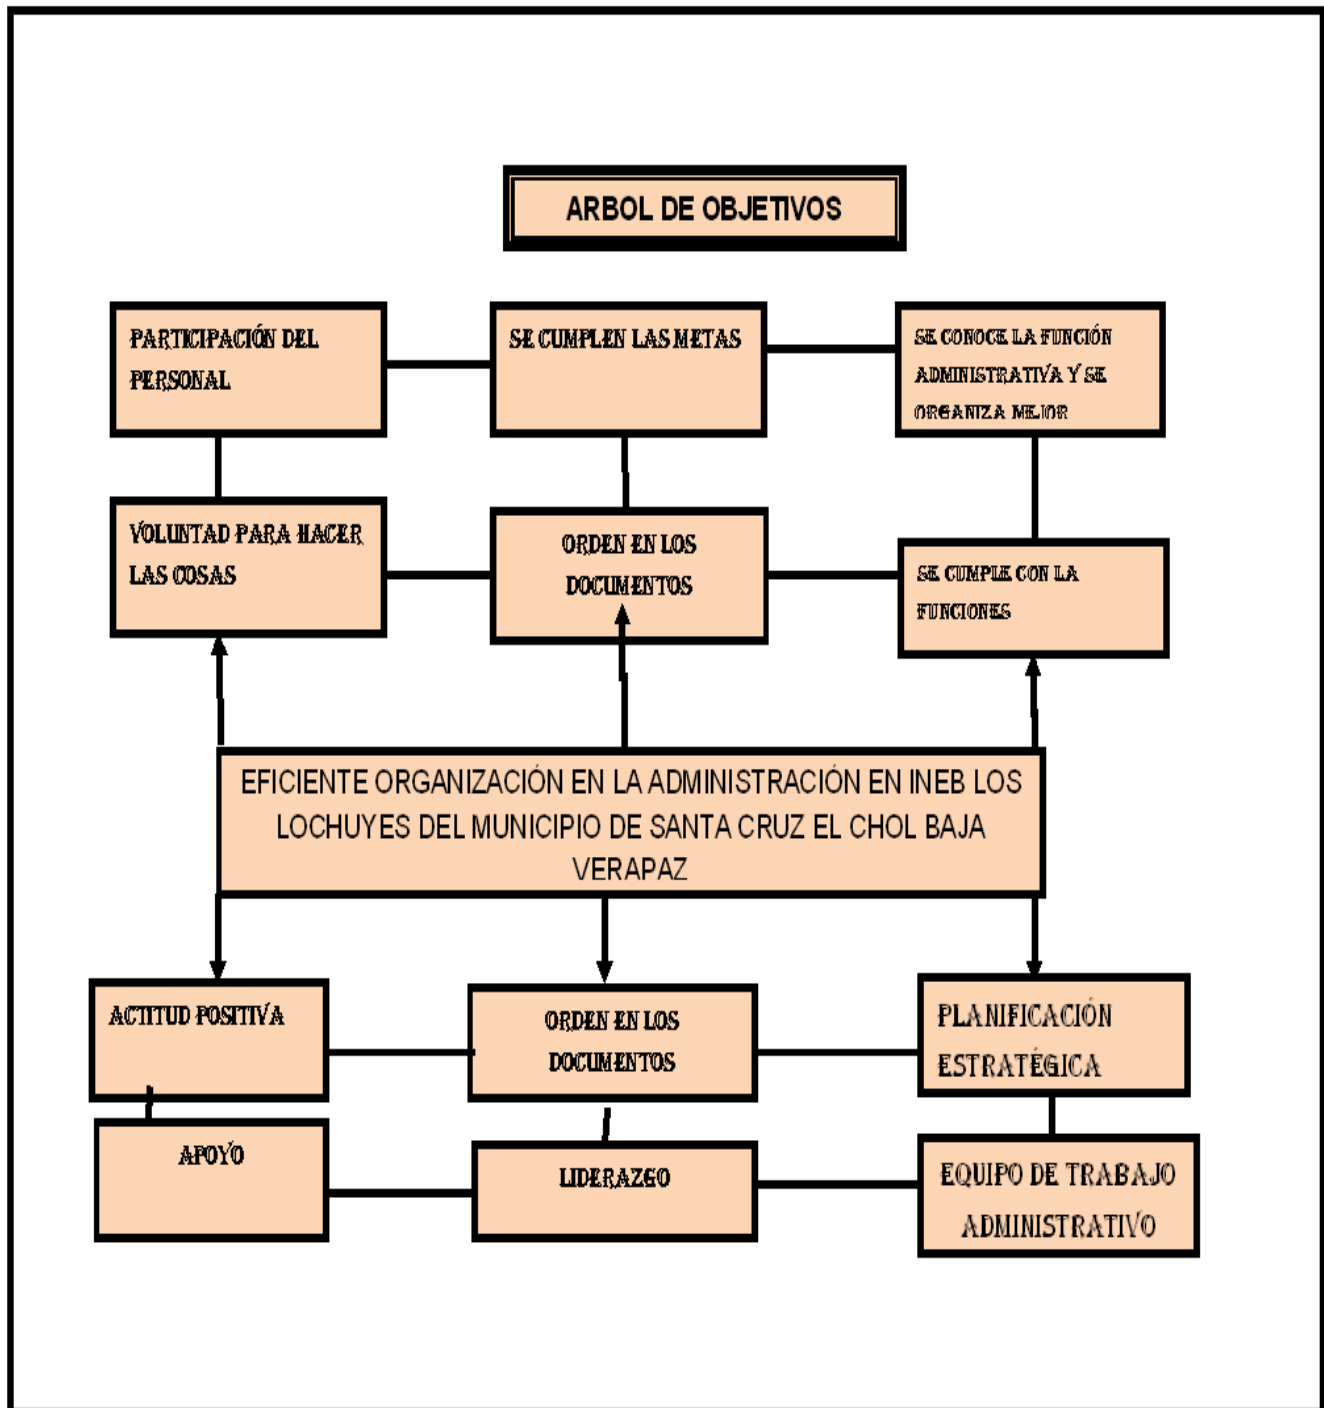 ARBOL DE OBJETIVOS
PARTICIPACIÓN DEL
PERSONAL
SE CUMPLEN LAS METAS
SE CONOCE LA FUNCIÓN
ADMINISTRATIVA Y SE
ORGANIZA MEJOR
VOLUNTAD PARA HACER
LAS COSAS
ORDEN EN LOS
DOCUMENTOS
SE CUMPLE CON LA
FUNCIONES
EFICIENTE ORGANIZACIÓN EN LA ADMINISTRACIÓN EN INEB LOS
LOCHUYES DEL MUNICIPIO DE SANTA CRUZ EL CHOL BAJA
VERAPAZ
ACTITUD POSITIVA
ORDEN EN LOS
DOCUMENTOS
PLANIFICACIÓN
ESTRATÉGICA
APOYO
LIDERAZGO
EQUIPO DE TRABAJO
ADMINISTRATIVO